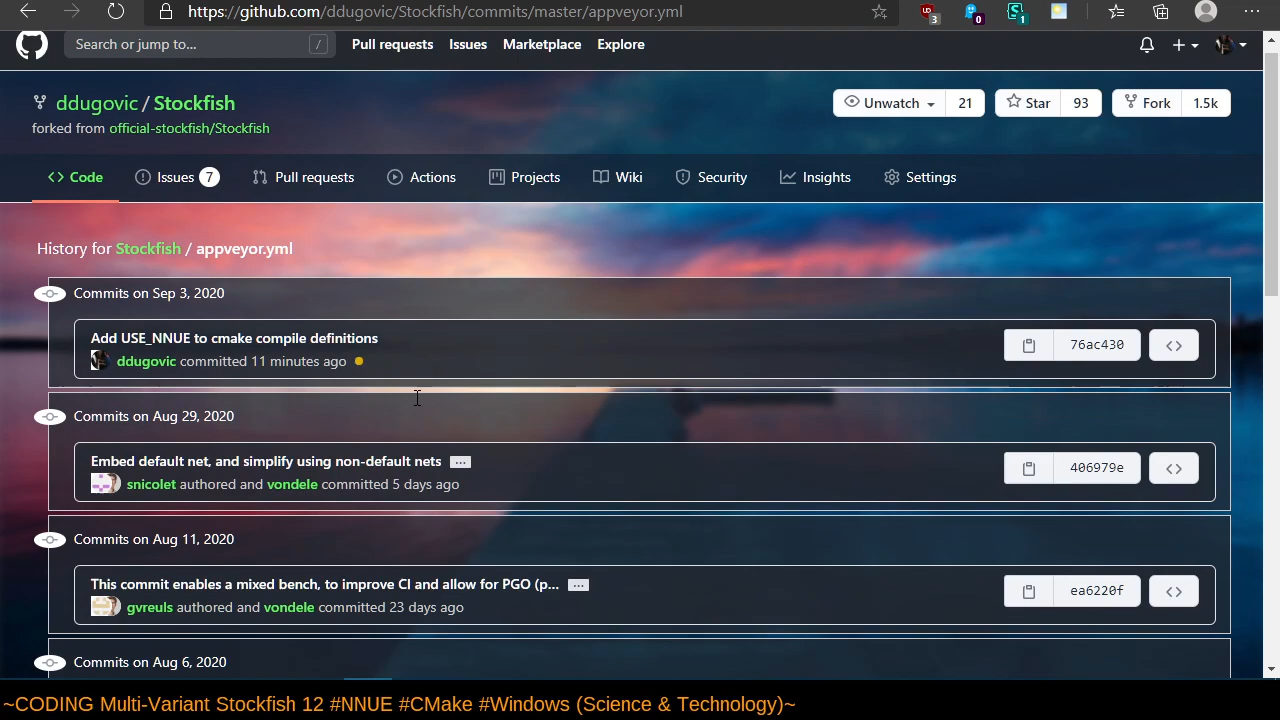 https://github.com/ddugovic/Stockfish/commits/master/appveyor.yml
3
0
1
Search or jump to...
/
Pull requests
Issues
Marketplace
Explore
ddugovic / Stockfish
forked from official-stockfish/Stockfish
Unwatch 21
Star 93
Fork 1.5k
Code
Issues 7
Pull requests
Actions
Projects
Wiki
Security
Insights
Settings
History for Stockfish / appveyor.yml
Commits on Sep 3, 2020
Add USE_NNUE to cmake compile definitions
ddugovic committed 11 minutes ago
76ac430
Commits on Aug 29, 2020
Embed default net, and simplify using non-default nets ...
snicolet authored and vondele committed 5 days ago
406979e
Commits on Aug 11, 2020
This commit enables a mixed bench, to improve CI and allow for PGO (p... ...
gvreuls authored and vondele committed 23 days ago
ea6220f
Commits on Aug 6, 2020
~CODING Multi-Variant Stockfish 12 #NNUE #CMake #Windows (Science & Technology)~